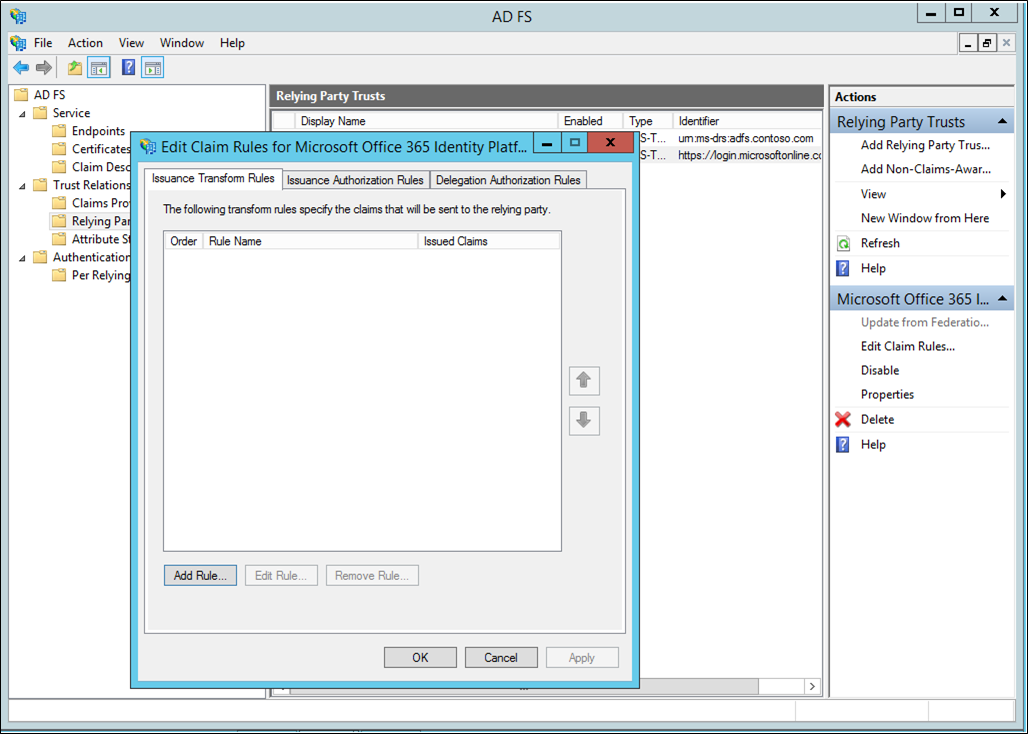 AD FS
File Action View Window Help
AD FS
Service
Endpoints
Certificates
Claim Desc
Trust Relations
Claims Pro
Relying Par
Attribute St
Authentication
Per Relying
Relying Party Trusts
Display Name Enabled Type Identifier
S-T... urn:ms-drs:adfs.contoso.com
S-T... https://login.microsoftonline.cc
Edit Claim Rules for Microsoft Office 365 Identity Platf...
Issuance Transform Rules Issuance Authorization Rules Delegation Authorization Rules
The following transform rules specify the claims that will be sent to the relying party.
Order Rule Name Issued Claims
Add Rule... Edit Rule... Remove Rule...
OK Cancel Apply
Actions
Relying Party Trusts
Add Relying Party Trus...
Add Non-Claims-Awar...
View
New Window from Here
Refresh
Help
Microsoft Office 365 I...
Update from Federatio...
Edit Claim Rules...
Disable
Properties
Delete
Help